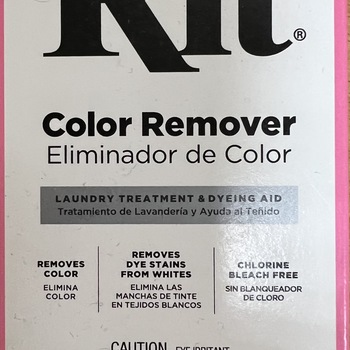 Rit®
Color Remover
Eliminador de Color
LAUNDRY TREATMENT & DYEING AID
Tratamiento de Lavandería y Ayuda al Teñido
REMOVES
COLOR
ELIMINA
COLOR
REMOVES
DYE STAINS
FROM WHITES
ELIMINA LAS
MANCHAS DE TINTE
EN TEJIDOS BLANCOS
CHLORINE
BLEACH FREE
SIN BLANQUEADOR
DE CLORO
CAUTION EYE IRRITANT